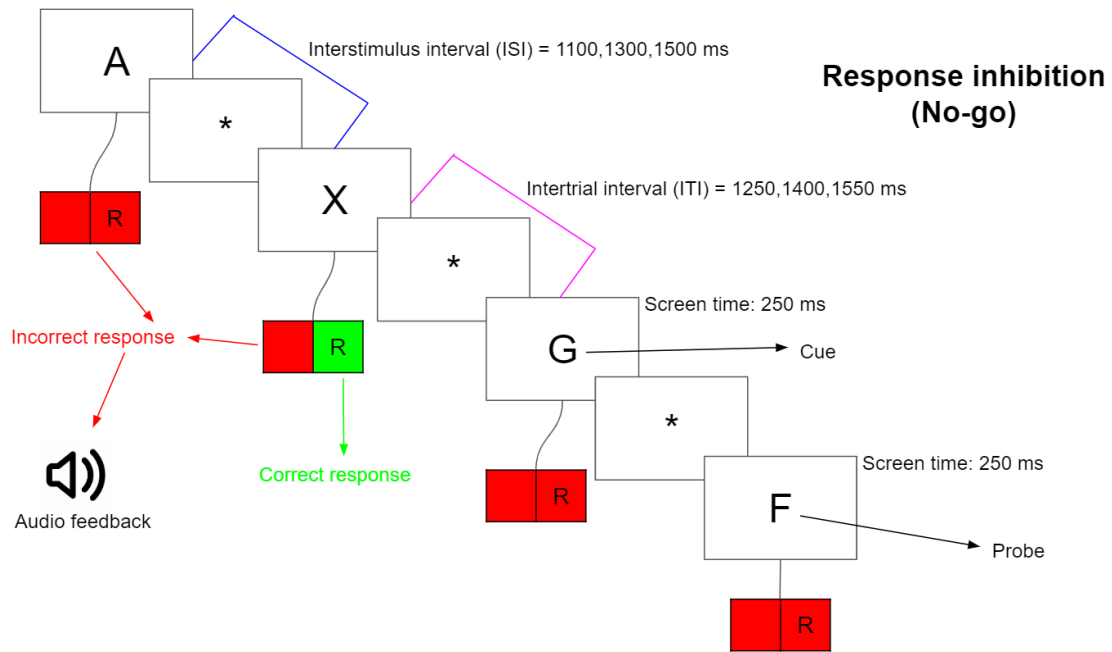 A
Interstimulus interval (ISI) = 1100,1300,1500 ms
Response inhibition
(No-go)
*
X
Intertrial interval (ITI) = 1250,1400,1550 ms
R
*
Screen time: 250 ms
Incorrect response
R
G
Cue
*
Correct response
Screen time: 250 ms
R
F
Audio feedback
Probe
R